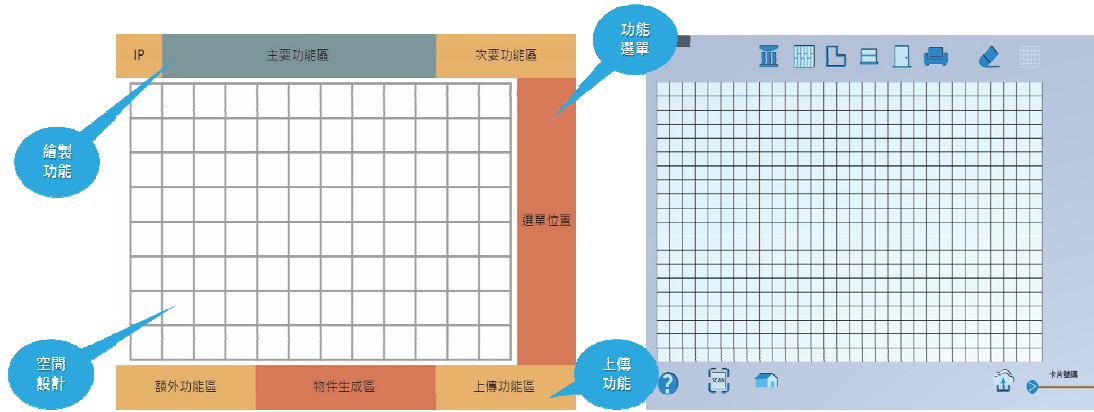 功能
選單
IP
主要功能區
次要功能區
繪製
功能
選單位置
空間
設計
上傳
功能
額外功能區
物件生成區
上傳功能區
?
SCAN
卡片號碼